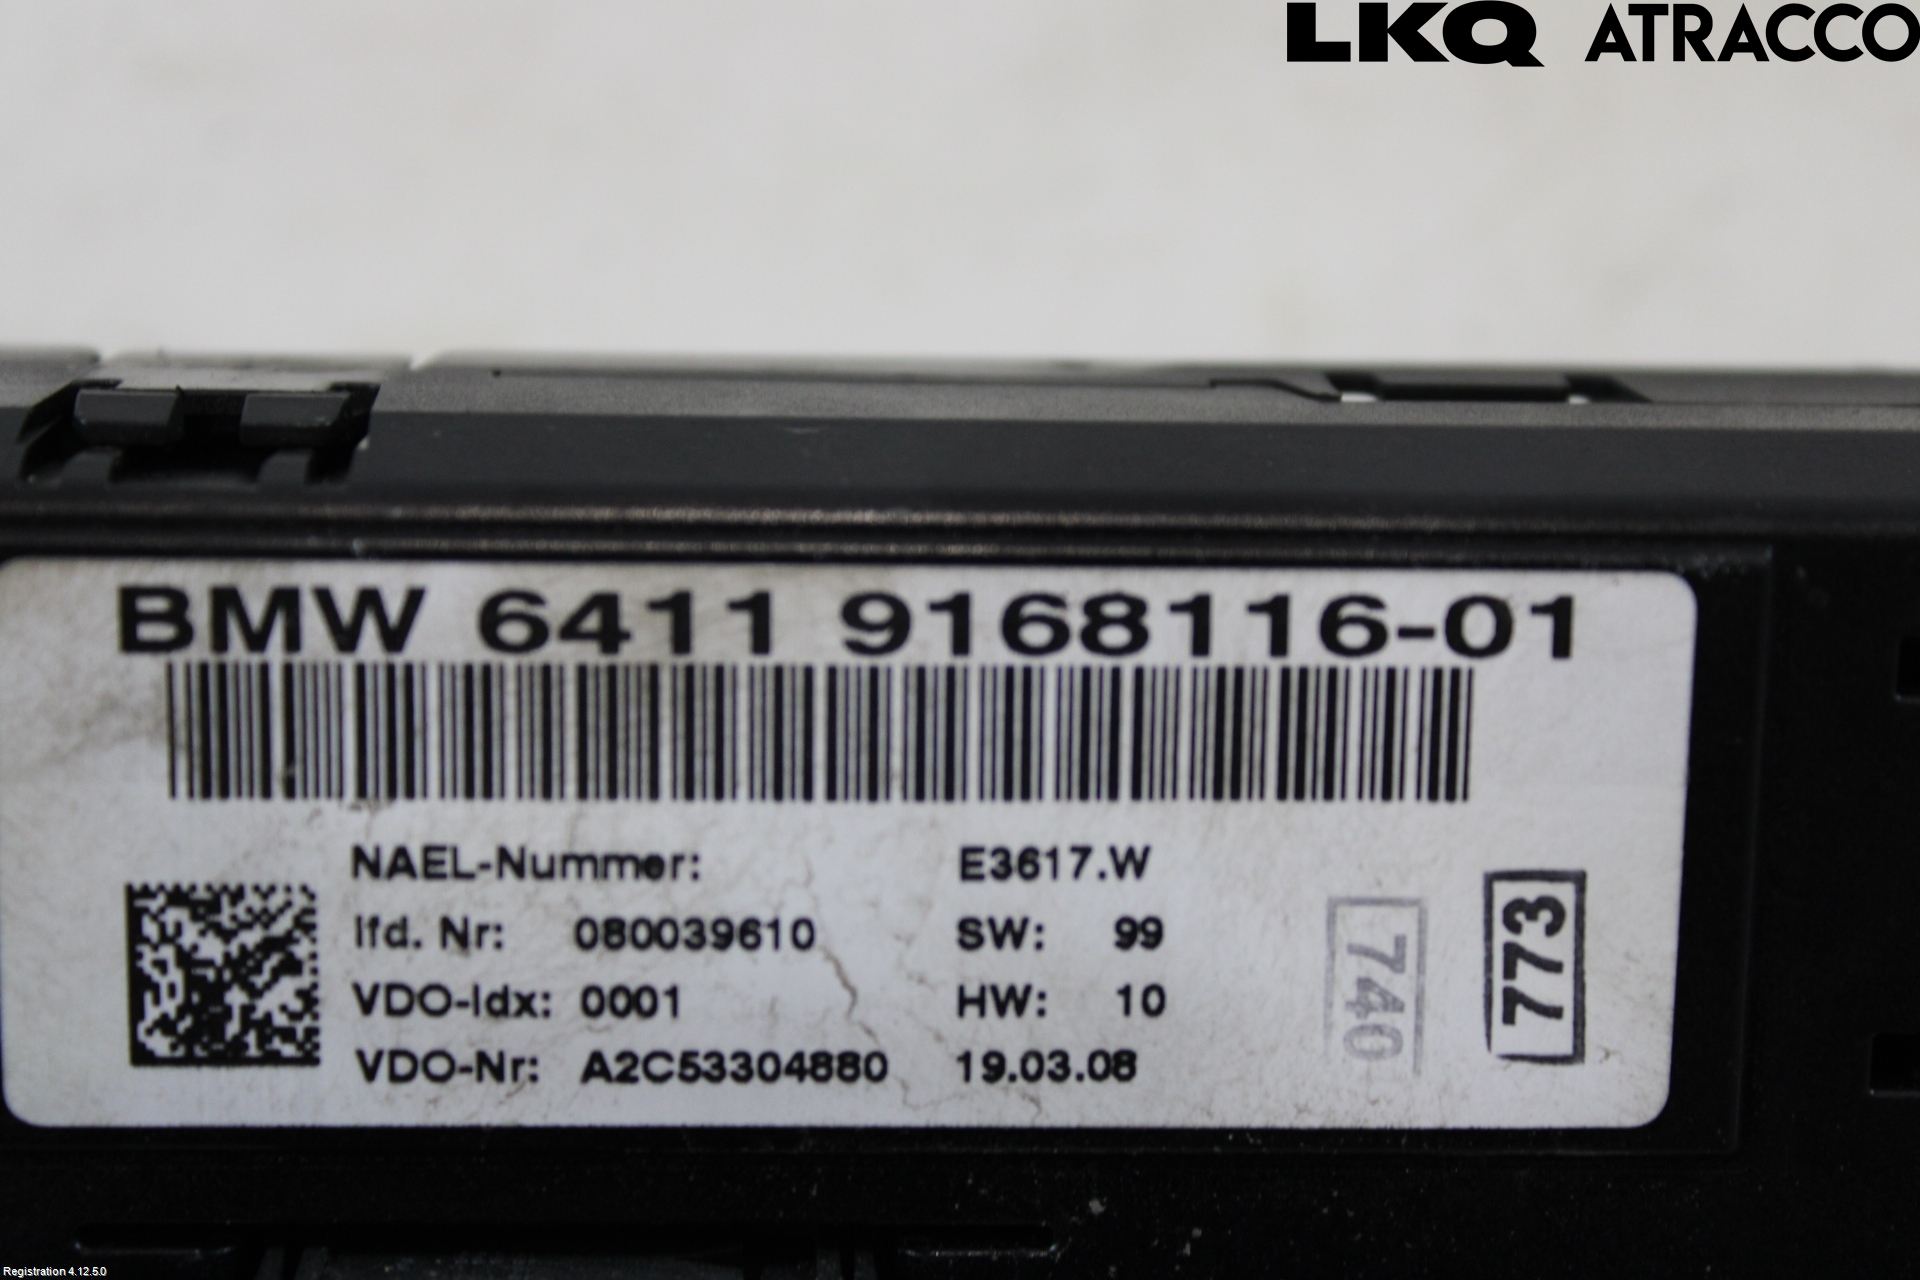 LKQ ATRACCO
BMW 6411 9168116-01
NAEL-Nummer: E3617.W
lfd. Nr: 080039610 SW: 99
VDO-Idx: 0001 HW: 10
VDO-Nr: A2C53304880 19.03.08
740
773
Registration 4.12.5.0